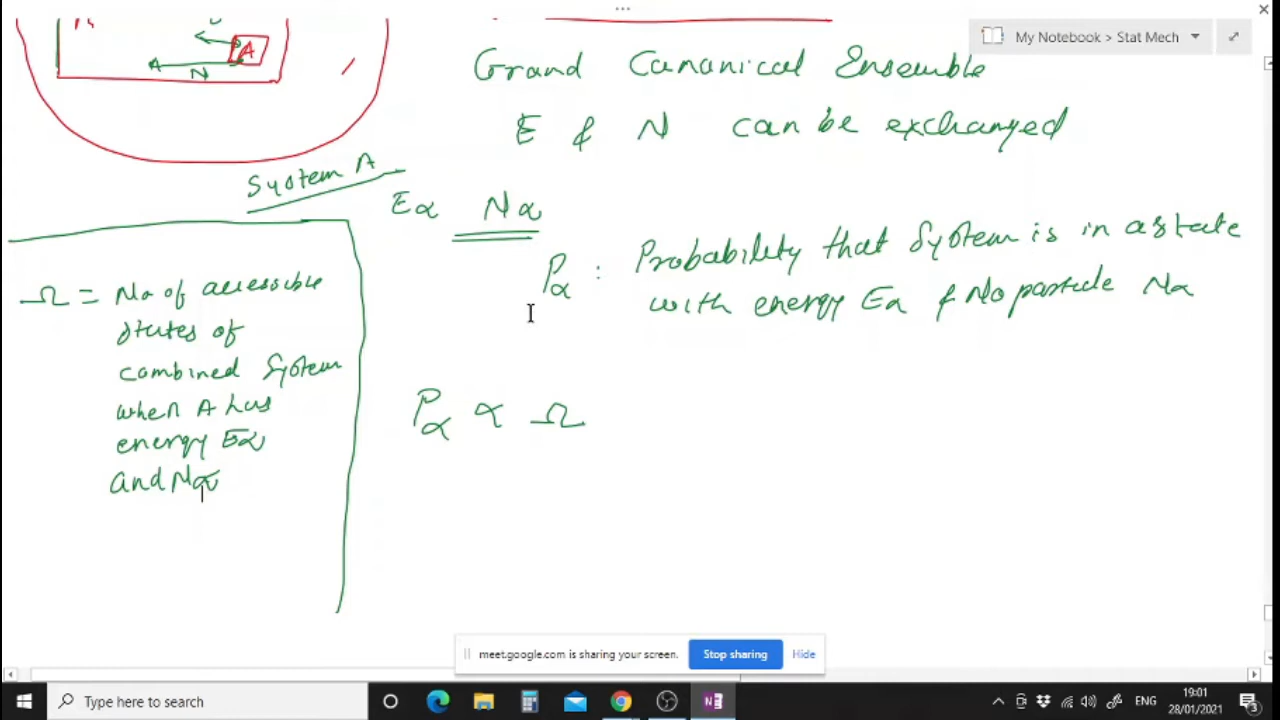 My Notebook > Stat Mech
A
N
Grand Cananical Ensemble
E & N can be exchanged
System A
Eα Nα
Pα : Probability that System is in a state
with energy Eα & No particle Nα
Ω = No of accessible
states of
combined System
when A has
energy Eα
and Nα
Pα ∝ Ω
meet.google.com is sharing your screen. Stop sharing Hide
Type here to search
ENG
19:01
28/01/2021
3